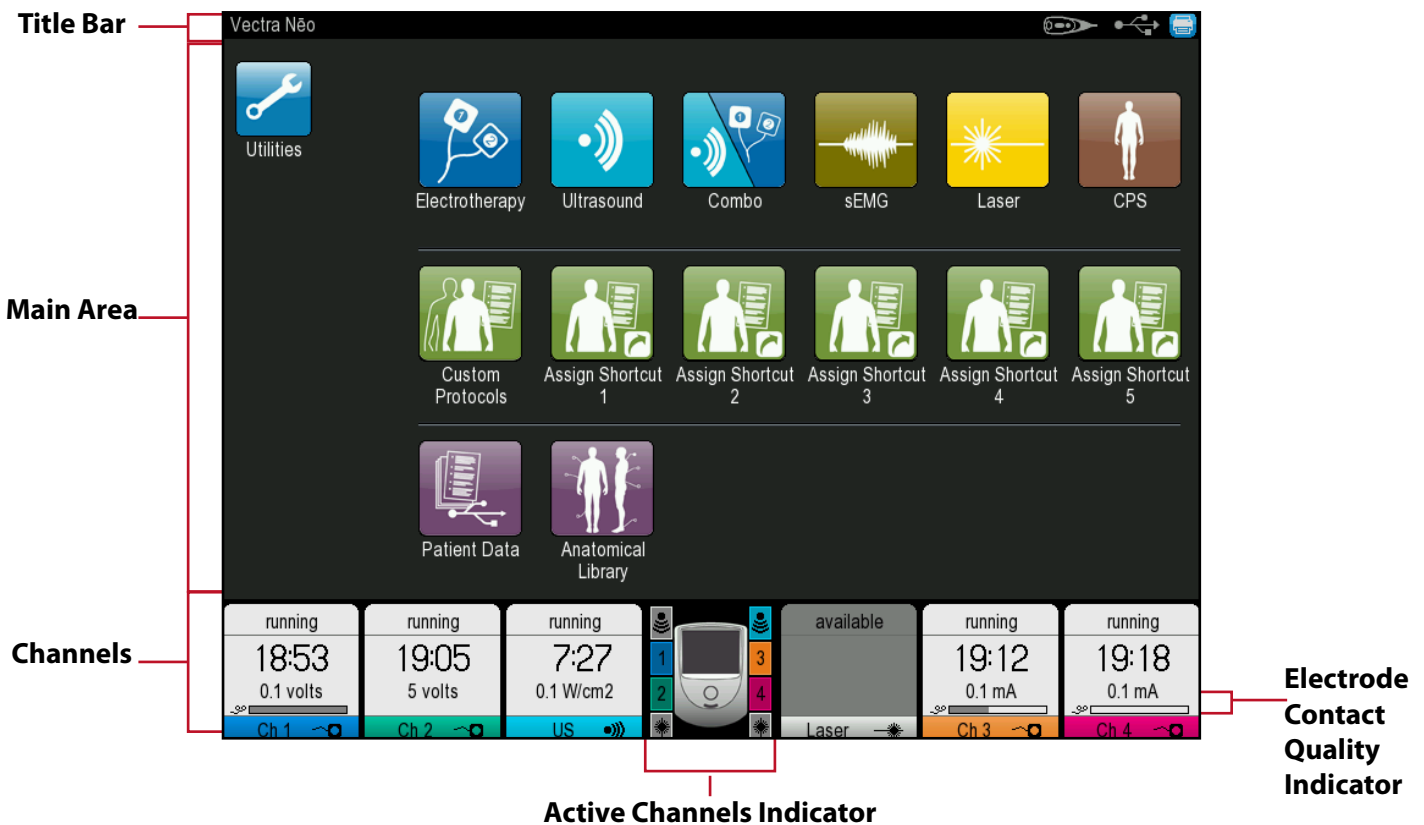 Title Bar
Vectra Nēo
Utilities
Electrotherapy
Ultrasound
Combo
sEMG
Laser
CPS
1
2
1
2
Main Area
Custom
Protocols
Assign Shortcut
1
Assign Shortcut
2
Assign Shortcut
3
Assign Shortcut
4
Assign Shortcut
5
Patient Data
Anatomical
Library
Channels
running
18:53
0.1 volts
Ch 1
running
19:05
5 volts
Ch 2
running
7:27
0.1 W/cm2
US
1
2
3
4
available
Laser
running
19:12
0.1 mA
Ch 3
running
19:18
0.1 mA
Ch 4
Electrode
Contact
Quality
Indicator
Active Channels Indicator